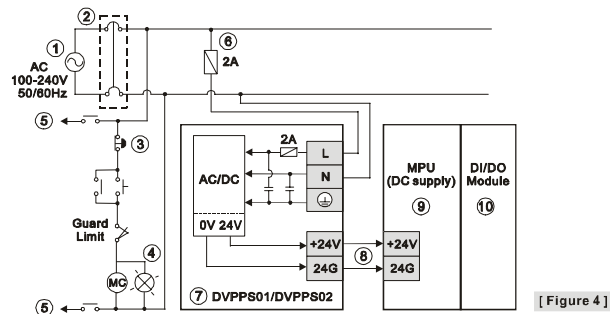 ②
①
⑥
2A
AC
100-240V
50/60Hz
⑤
③
2A
L
N
AC/DC
MPU
(DC supply)
DI/DO
Module
⑨
⑩
0V 24V
Guard
Limit
④
+24V
+24V
⑧
24G
24G
MC
⑤
⑦ DVPPS01/DVPPS02
[ Figure 4 ]